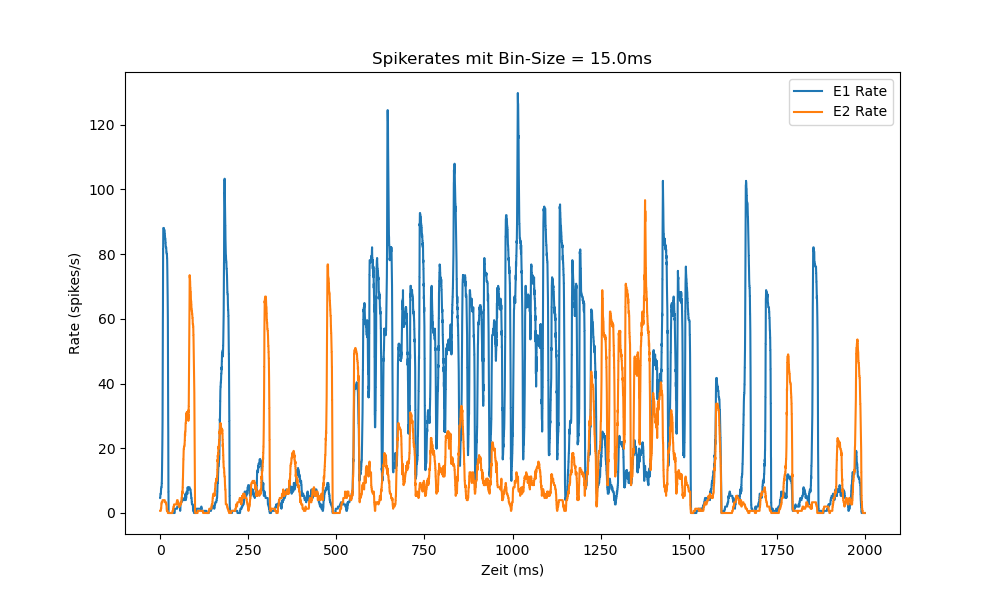 Spikerates mit Bin-Size = 15.0ms
E1 Rate
E2 Rate
Rate (spikes/s)
120
100
80
60
40
20
0
0 250 500 750 1000 1250 1500 1750 2000
Zeit (ms)